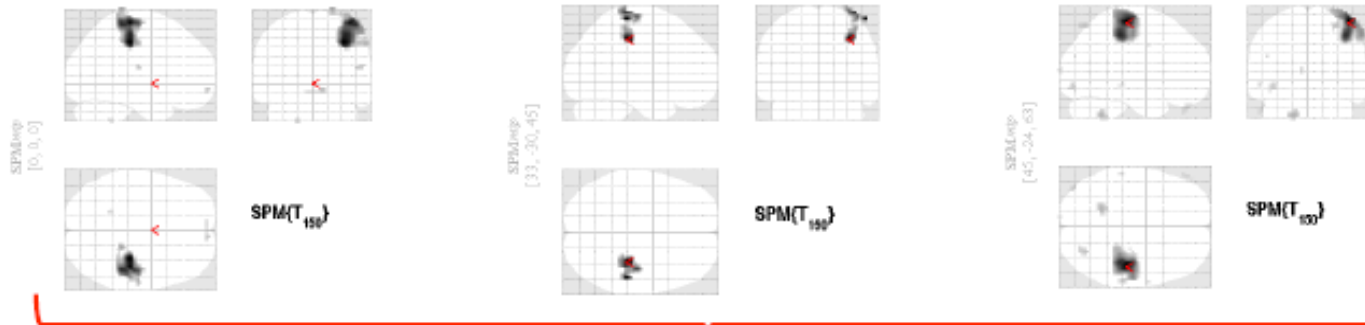 SPMmip
[0, 0, 0]
SPM{T₁₅₀}
SPMmip
[33, -30, 45]
SPM{T₁₅₀}
SPMmip
[45, -24, 63]
SPM{T₁₅₀}